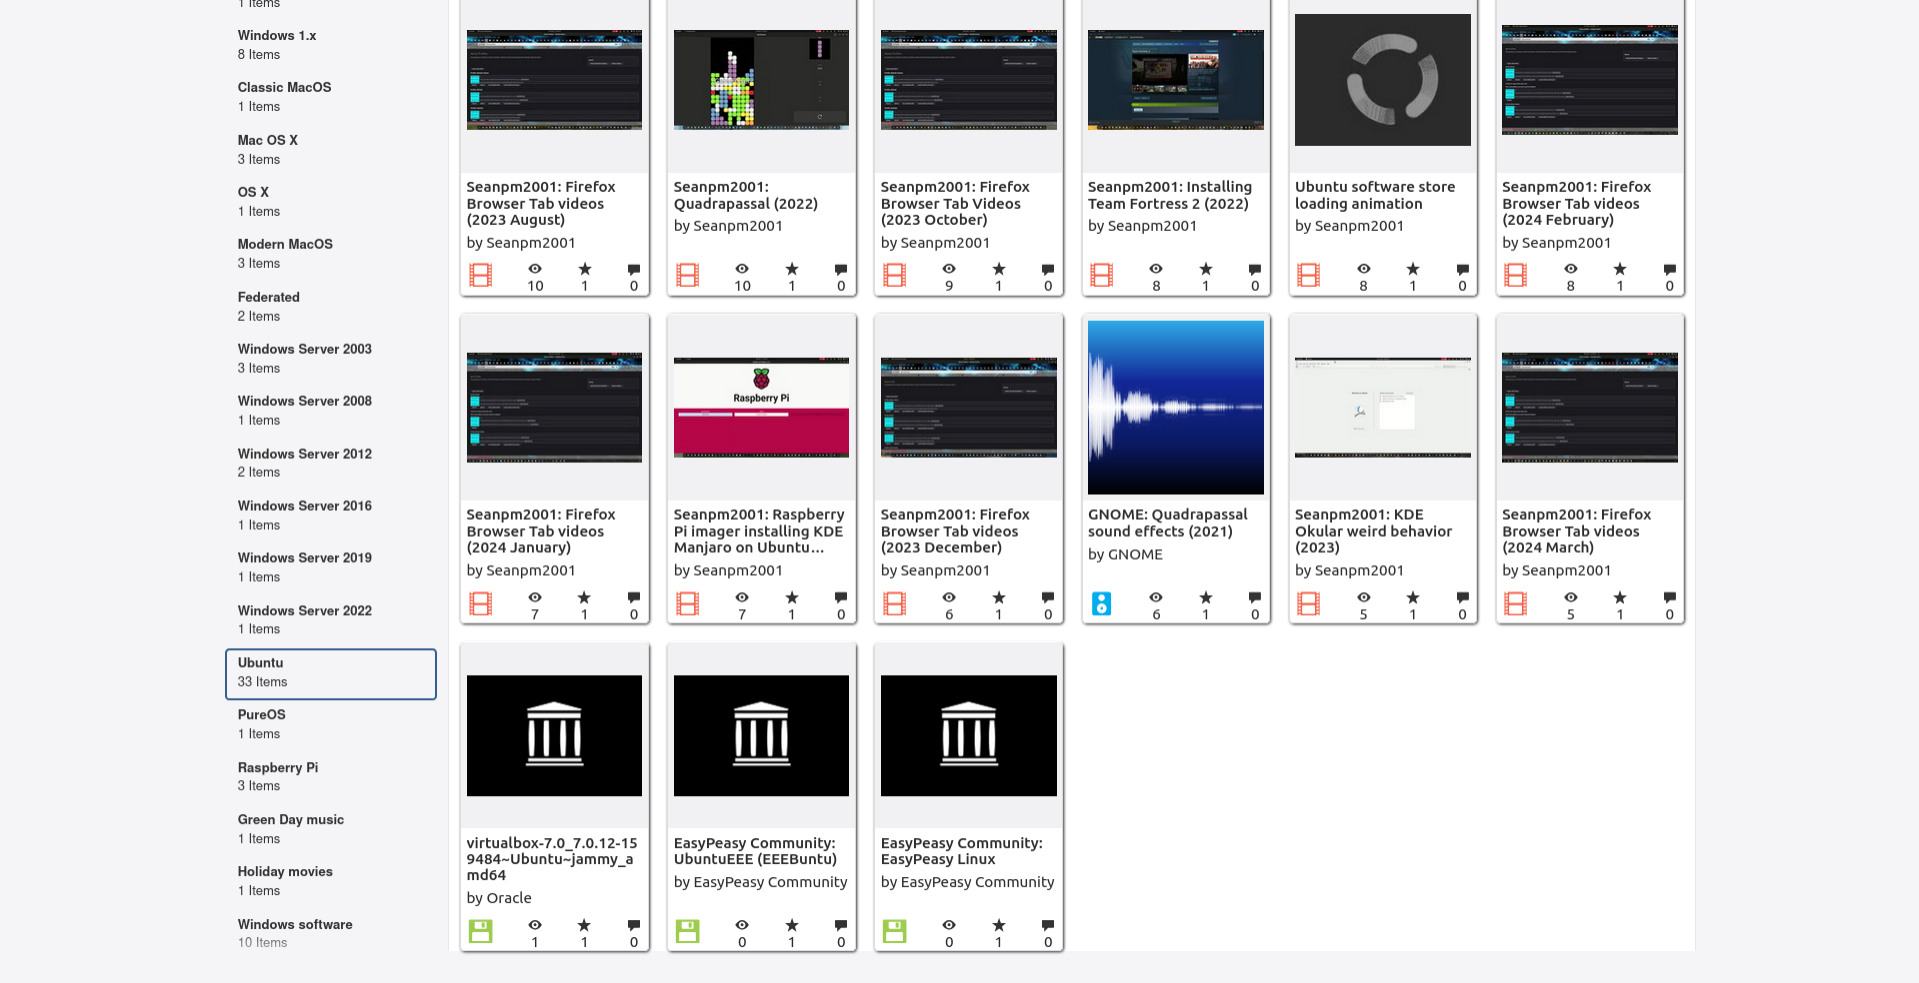 1 Items
Windows 1.x
8 Items
Classic MacOS
1 Items
Mac OS X
3 Items
OS X
1 Items
Modern MacOS
3 Items
Federated
2 Items
Windows Server 2003
3 Items
Windows Server 2008
1 Items
Windows Server 2012
2 Items
Windows Server 2016
1 Items
Windows Server 2019
1 Items
Windows Server 2022
1 Items
Ubuntu
33 Items
PureOS
1 Items
Raspberry Pi
3 Items
Green Day music
1 Items
Holiday movies
1 Items
Windows software
10 Items
Seanpm2001: Firefox
Browser Tab videos
(2023 August)
by Seanpm2001
10 1 0
Seanpm2001:
Quadrapassal (2022)
by Seanpm2001
10 1 0
Seanpm2001: Firefox
Browser Tab Videos
(2023 October)
by Seanpm2001
9 1 0
Seanpm2001: Installing
Team Fortress 2 (2022)
by Seanpm2001
8 1 0
Ubuntu software store
loading animation
by Seanpm2001
8 1 0
Seanpm2001: Firefox
Browser Tab videos
(2024 February)
by Seanpm2001
8 1 0
Seanpm2001: Firefox
Browser Tab videos
(2024 January)
by Seanpm2001
7 1 0
Raspberry Pi
Seanpm2001: Raspberry
Pi imager installing KDE
Manjaro on Ubuntu...
by Seanpm2001
7 1 0
Seanpm2001: Firefox
Browser Tab videos
(2023 December)
by Seanpm2001
6 1 0
GNOME: Quadrapassal
sound effects (2021)
by GNOME
6 1 0
Seanpm2001: KDE
Okular weird behavior
(2023)
by Seanpm2001
5 1 0
Seanpm2001: Firefox
Browser Tab videos
(2024 March)
by Seanpm2001
5 1 0
virtualbox-7.0_7.0.12-15
9484~Ubuntu~jammy_a
md64
by Oracle
1 1 0
EasyPeasy Community:
UbuntuEEE (EEEBuntu)
by EasyPeasy Community
0 1 0
EasyPeasy Community:
EasyPeasy Linux
by EasyPeasy Community
0 1 0